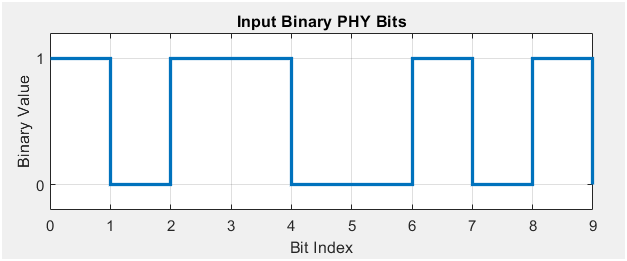 Input Binary PHY Bits
1
0
Binary Value
0 1 2 3 4 5 6 7 8 9
Bit Index